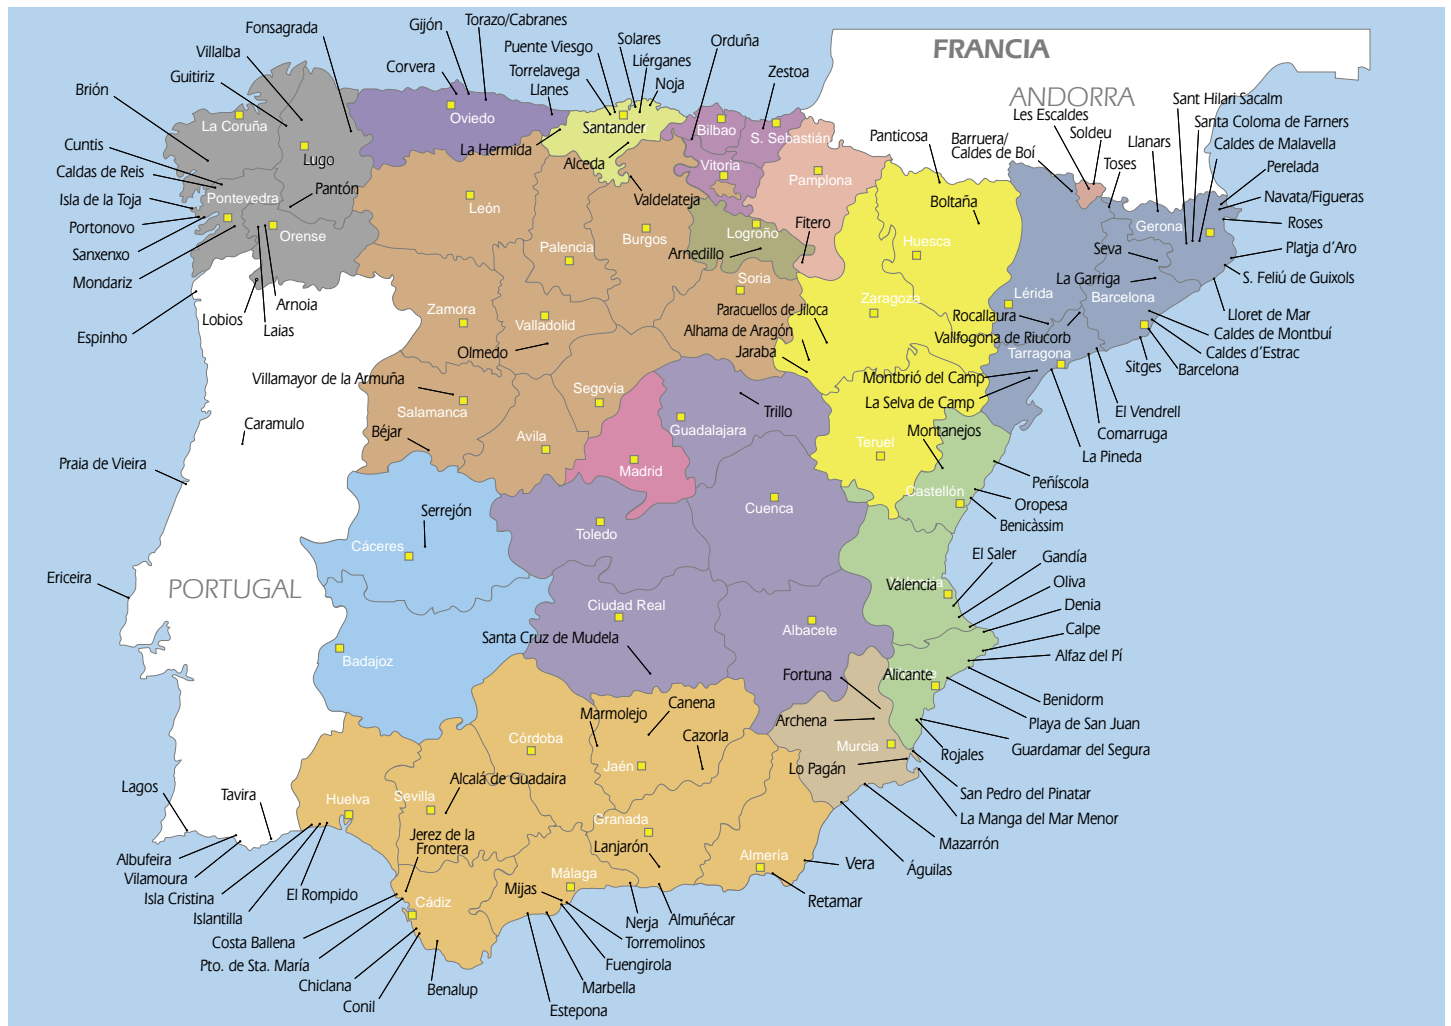 Fonsagrada
Gijón
Torazo/Cabranes
Villalba
Puente Viesgo
Solares
Orduña
FRANCIA
Guitiriz
Corvera
Torrelavega
Liérganes
Zestoa
Brión
Llanes
Noja
ANDORRA
Les Escaldes
Sant Hilari Sacalm
Santa Coloma de Farners
Soldeu
La Coruña
Oviedo
Santander
Bilbao
S. Sebastián
Panticosa
Barruera/
Caldes de Boí
Llanars
Caldes de Malavella
Cuntis
Lugo
La Hermida
Alceda
Vitoria
Toses
Perelada
Caldas de Reis
Pantón
Pamplona
Isla de la Toja
Pontevedra
León
Valdelateja
Boltaña
Navata/Figueras
Portonovo
Orense
Burgos
Logroño
Fitero
Huesca
Gerona
Roses
Sanxenxo
Palencia
Arnedillo
Seva
Platja d'Aro
Mondariz
Soria
La Garriga
S. Feliú de Guixols
Arnoia
Lobios
Laias
Zamora
Valladolid
Paracuellos de Jiloca
Zaragoza
Lérida
Barcelona
Espinho
Alhama de Aragón
Rocallaura
Lloret de Mar
Olmedo
Jaraba
Vallfogona de Riucorb
Caldes de Montbuí
Tarragona
Caldes d'Estrac
Sitges
Barcelona
Villamayor de la Armuña
Segovia
Montbrió del Camp
Salamanca
Trillo
La Selva de Camp
El Vendrell
Caramulo
Guadalajara
Béjar
Avila
Montanejos
Comarruga
Teruel
La Pineda
Praia de Vieira
Madrid
Peñíscola
Castellón
Oropesa
Serrejón
Cuenca
Benicàssim
Toledo
Cáceres
El Saler
Gandía
Ericeira
PORTUGAL
Valencia
Oliva
Ciudad Real
Denia
Albacete
Calpe
Santa Cruz de Mudela
Badajoz
Alfaz del Pí
Fortuna
Alicante
Benidorm
Canena
Marmolejo
Archena
Playa de San Juan
Córdoba
Cazorla
Murcia
Rojales
Guardamar del Segura
Jaén
Lo Pagán
Lagos
Tavira
Alcalá de Guadaira
San Pedro del Pinatar
Huelva
Sevilla
Granada
La Manga del Mar Menor
Jerez de la
Frontera
Lanjarón
Almería
Mazarrón
Albufeira
Vera
Águilas
Vilamoura
Isla Cristina
El Rompido
Mijas
Málaga
Retamar
Islantilla
Cádiz
Nerja
Almuñécar
Costa Ballena
Torremolinos
Pto. de Sta. María
Fuengirola
Chiclana
Benalup
Marbella
Conil
Estepona